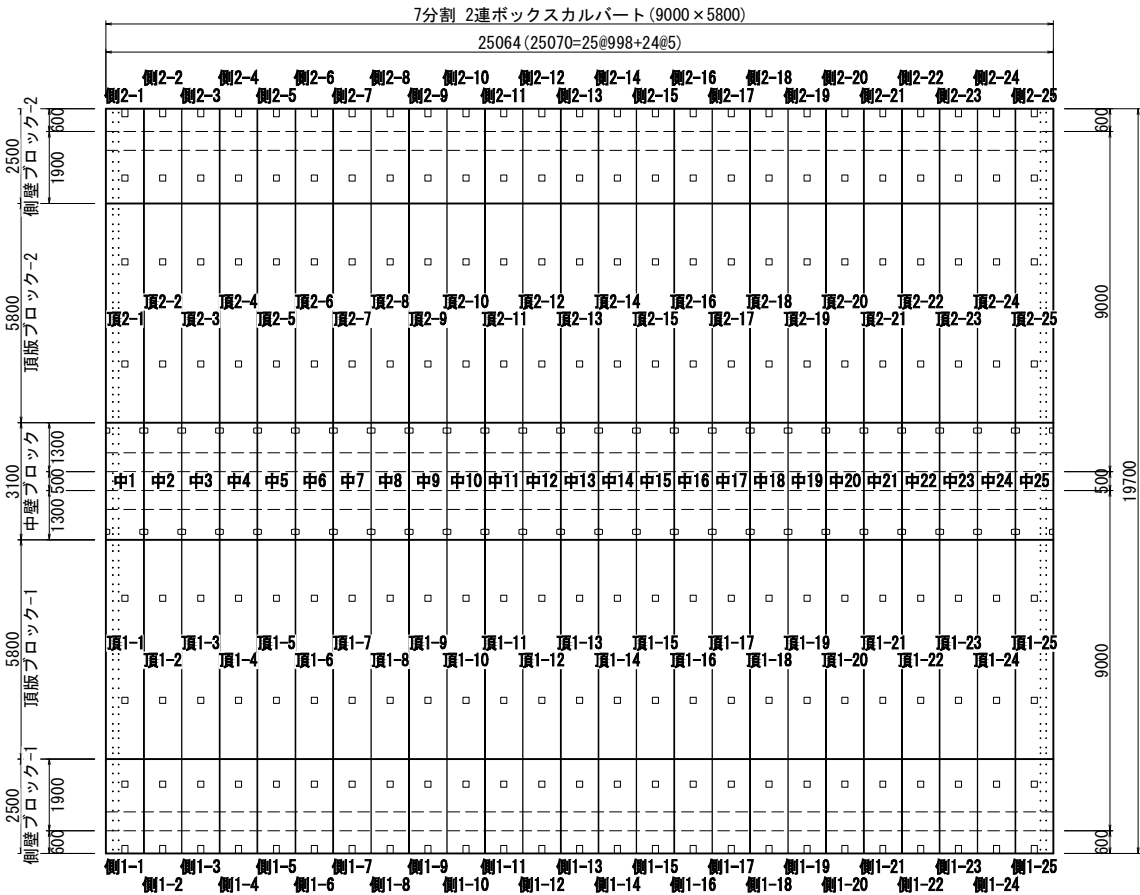 7分割 2連ボックスカルバート(9000×5800)
25064(25070=25@998+24@5)
側2-2 側2-4 側2-6 側2-8 側2-10 側2-12 側2-14 側2-16 側2-18 側2-20 側2-22 側2-24
側2-1 側2-3 側2-5 側2-7 側2-9 側2-11 側2-13 側2-15 側2-17 側2-19 側2-21 側2-23 側2-25
2500
側壁ブロック-2
600
1900
600
5800
頂版ブロック-2
9000
頂2-2 頂2-4 頂2-6 頂2-8 頂2-10 頂2-12 頂2-14 頂2-16 頂2-18 頂2-20 頂2-22 頂2-24
頂2-1 頂2-3 頂2-5 頂2-7 頂2-9 頂2-11 頂2-13 頂2-15 頂2-17 頂2-19 頂2-21 頂2-23 頂2-25
3100
中壁ブロック
1300
500
1300
中1 中2 中3 中4 中5 中6 中7 中8 中9 中10 中11 中12 中13 中14 中15 中16 中17 中18 中19 中20 中21 中22 中23 中24 中25
500
19700
5800
頂版ブロック-1
頂1-1 頂1-3 頂1-5 頂1-7 頂1-9 頂1-11 頂1-13 頂1-15 頂1-17 頂1-19 頂1-21 頂1-23 頂1-25
頂1-2 頂1-4 頂1-6 頂1-8 頂1-10 頂1-12 頂1-14 頂1-16 頂1-18 頂1-20 頂1-22 頂1-24
9000
2500
側壁ブロック-1
1900
600
600
側1-1 側1-3 側1-5 側1-7 側1-9 側1-11 側1-13 側1-15 側1-17 側1-19 側1-21 側1-23 側1-25
側1-2 側1-4 側1-6 側1-8 側1-10 側1-12 側1-14 側1-16 側1-18 側1-20 側1-22 側1-24